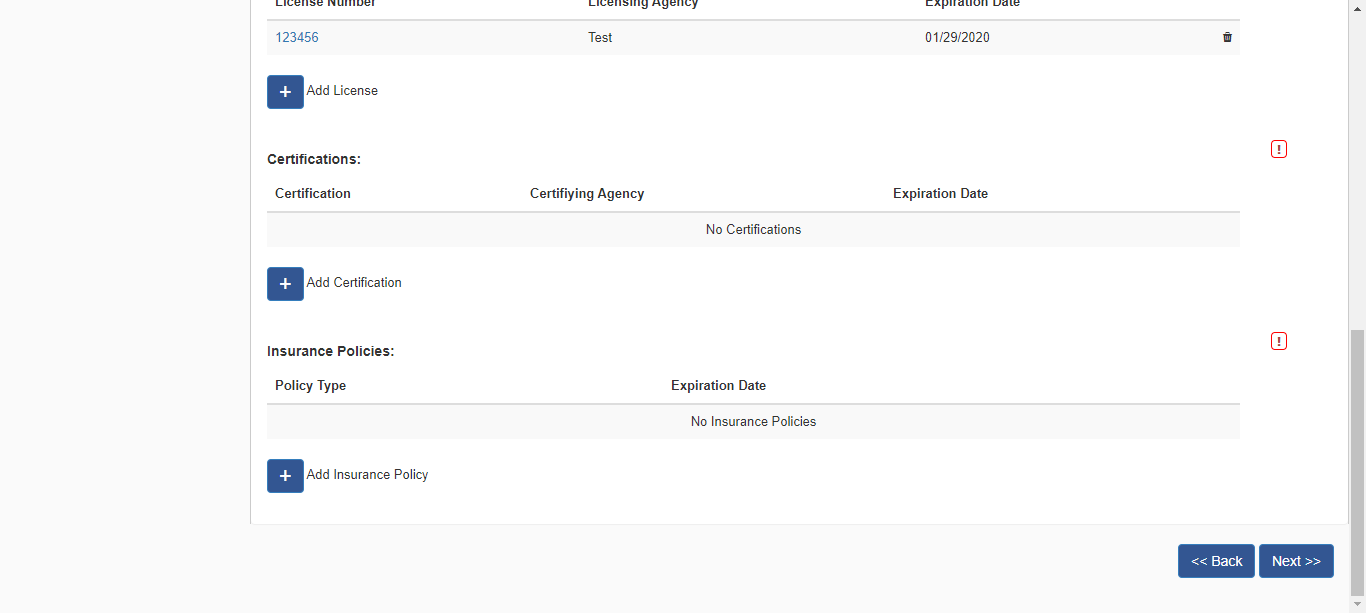 License Number Licensing Agency Expiration Date
123456 Test 01/29/2020
+ Add License
!
Certifications:
Certification Certifiying Agency Expiration Date
No Certifications
+ Add Certification
!
Insurance Policies:
Policy Type Expiration Date
No Insurance Policies
+ Add Insurance Policy
<< Back Next >>